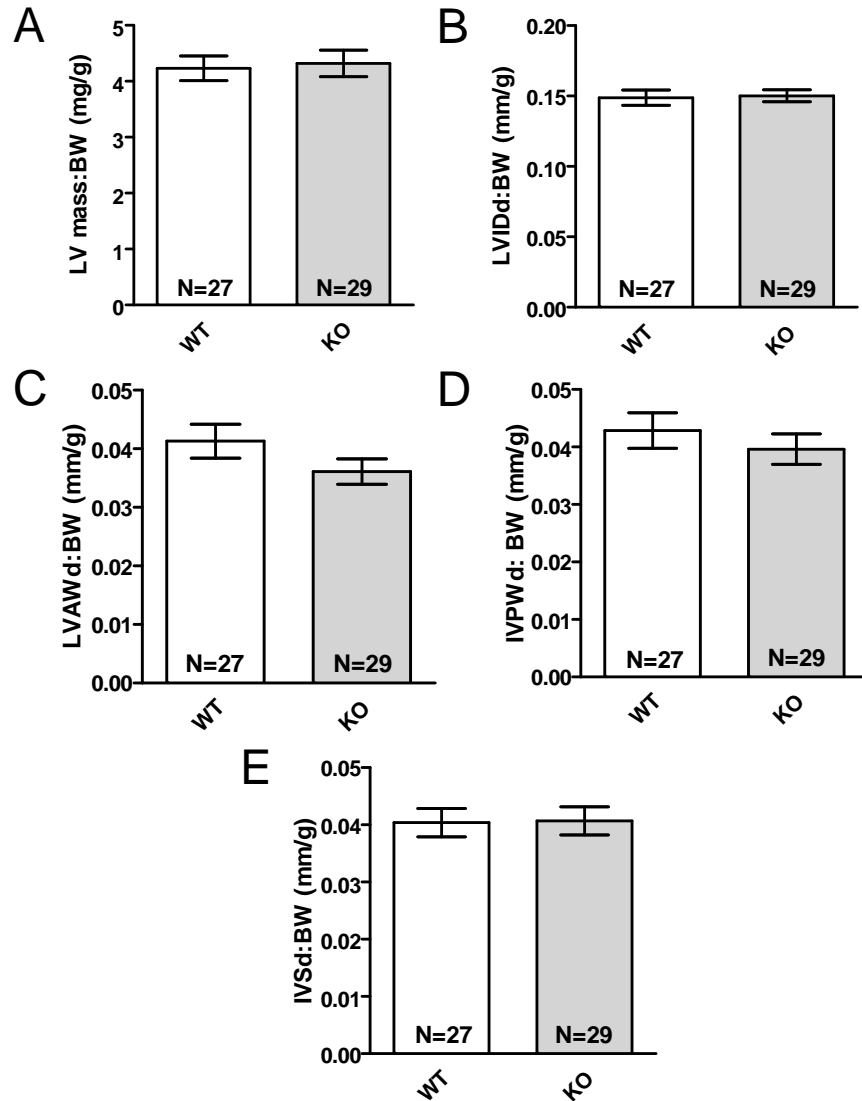 A
LV mass:BW (mg/g)
5
4
3
2
1
0
N=27
N=29
WT
KO
B
LVIDd:BW (mm/g)
0.20
0.15
0.10
0.05
0.00
N=27
N=29
WT
KO
C
LVAWd:BW (mm/g)
0.05
0.04
0.03
0.02
0.01
0.00
N=27
N=29
WT
KO
D
IVPWd: BW (mm/g)
0.05
0.04
0.03
0.02
0.01
0.00
N=27
N=29
WT
KO
E
IVSd:BW (mm/g)
0.05
0.04
0.03
0.02
0.01
0.00
N=27
N=29
WT
KO